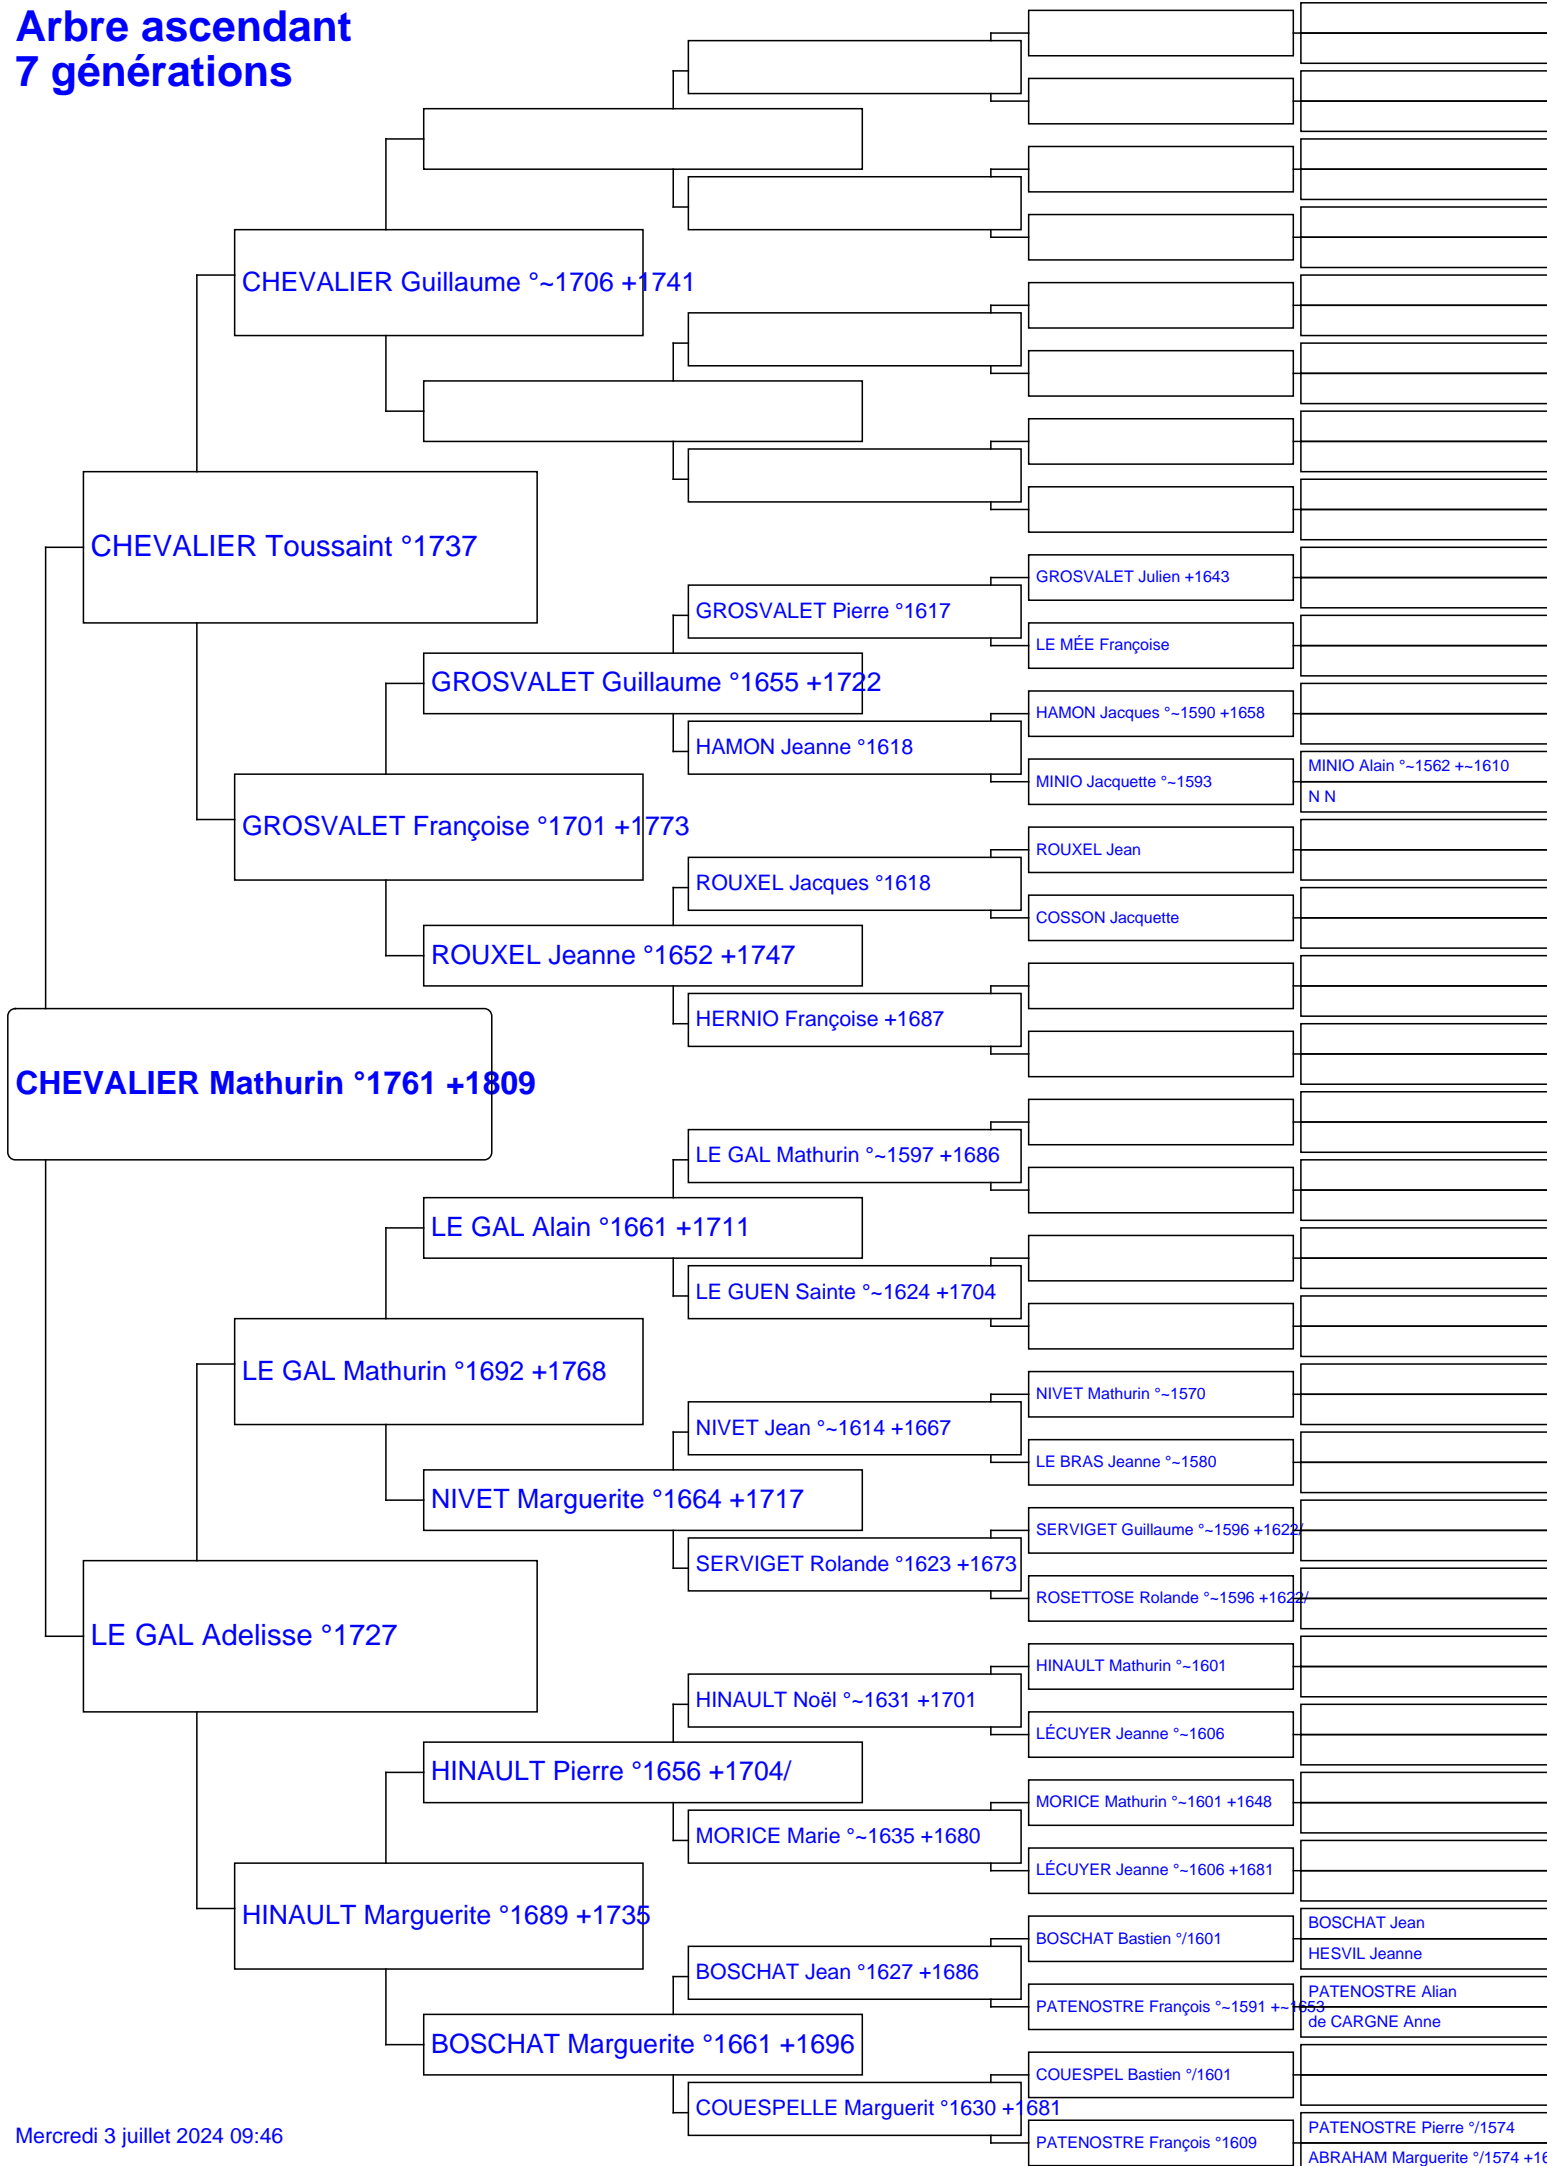 Arbre ascendant
7 générations
CHEVALIER Guillaume °~1706 +1741
CHEVALIER Toussaint °1737
GROSVALET Julien +1643
GROSVALET Pierre °1617
LE MÉE Françoise
GROSVALET Guillaume °1655 +1722
HAMON Jacques °~1590 +1658
HAMON Jeanne °1618
MINIO Alain °~1562 +~1610
MINIO Jacquette °~1593
N N
GROSVALET Françoise °1701 +1773
ROUXEL Jean
ROUXEL Jacques °1618
COSSON Jacquette
ROUXEL Jeanne °1652 +1747
HERNIO Françoise +1687
CHEVALIER Mathurin °1761 +1809
LE GAL Mathurin °~1597 +1686
LE GAL Alain °1661 +1711
LE GUEN Sainte °~1624 +1704
LE GAL Mathurin °1692 +1768
NIVET Mathurin °~1570
NIVET Jean °~1614 +1667
LE BRAS Jeanne °~1580
NIVET Marguerite °1664 +1717
SERVIGET Guillaume °~1596 +1622/
SERVIGET Rolande °1623 +1673
ROSETTOSE Rolande °~1596 +1622/
LE GAL Adelisse °1727
HINAULT Mathurin °~1601
HINAULT Noël °~1631 +1701
LÉCUYER Jeanne °~1606
HINAULT Pierre °1656 +1704/
MORICE Mathurin °~1601 +1648
MORICE Marie °~1635 +1680
LÉCUYER Jeanne °~1606 +1681
HINAULT Marguerite °1689 +1735
BOSCHAT Jean
BOSCHAT Bastien °/1601
HESVIL Jeanne
BOSCHAT Jean °1627 +1686
PATENOSTRE Alian
PATENOSTRE François °~1591 +~1653
de CARGNE Anne
BOSCHAT Marguerite °1661 +1696
COUESPEL Bastien °/1601
COUESPELLE Marguerit °1630 +1681
PATENOSTRE Pierre °/1574
PATENOSTRE François °1609
ABRAHAM Marguerite °/1574 +16
Mercredi 3 juillet 2024 09:46